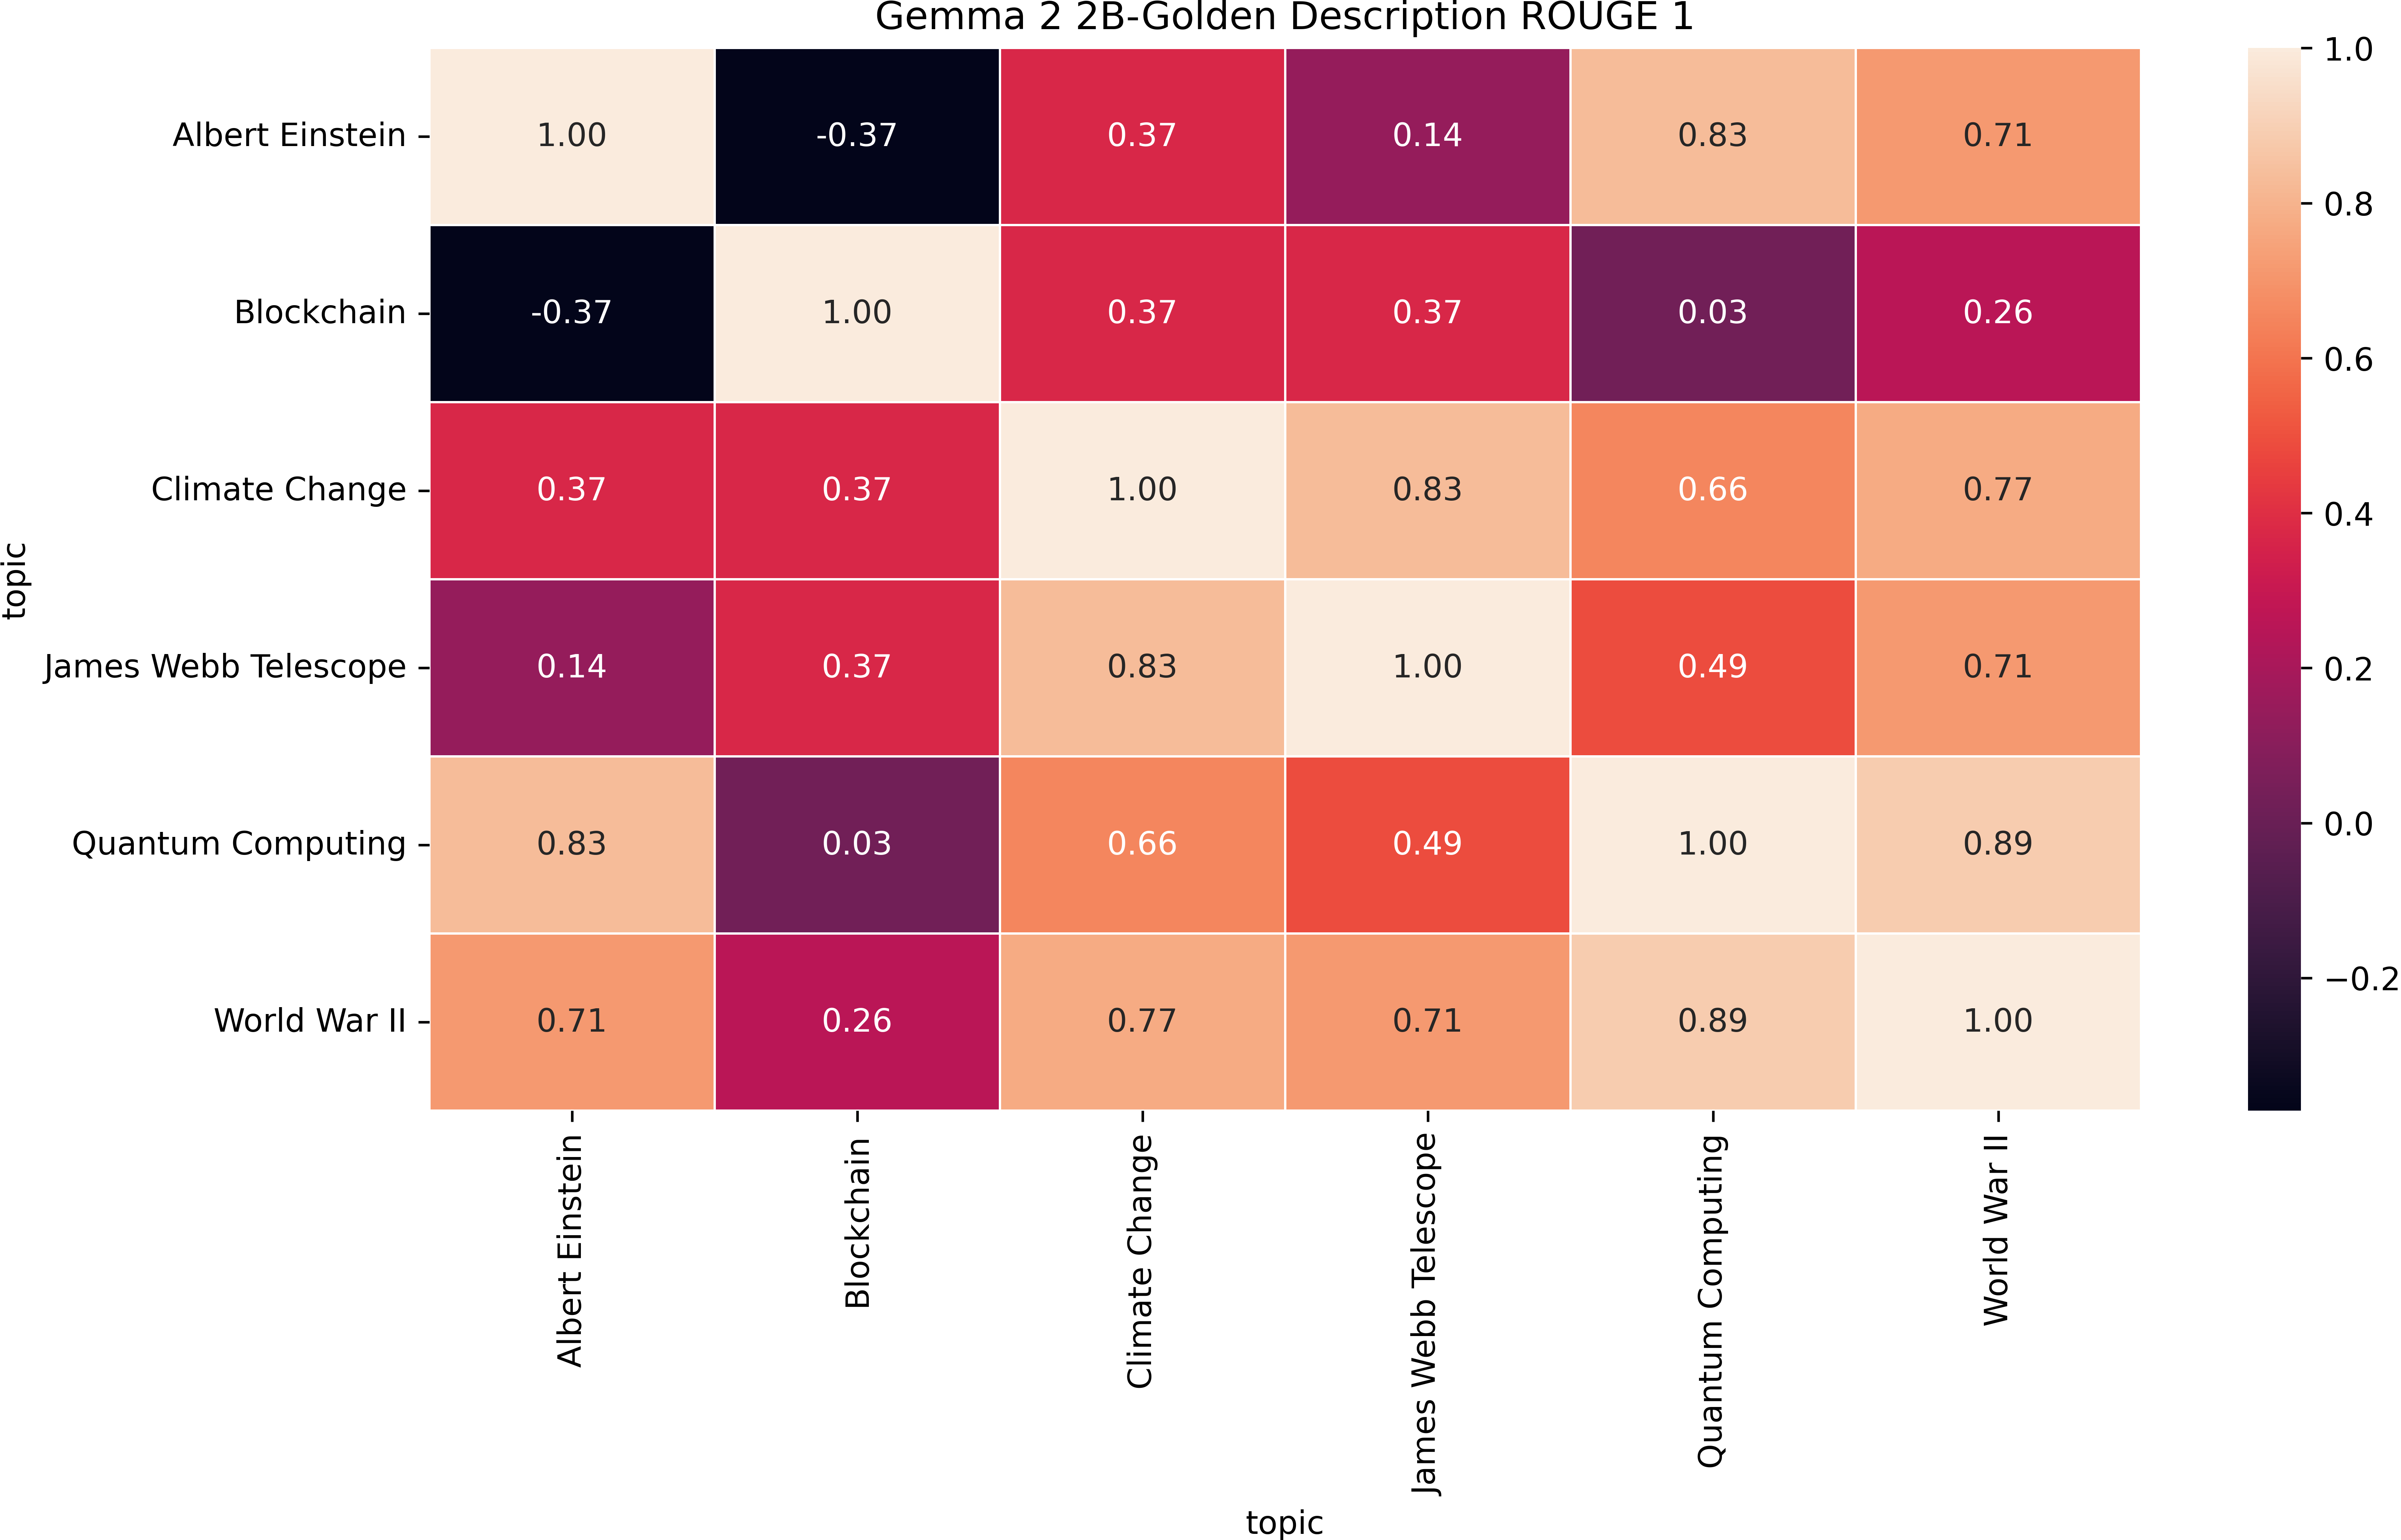 Gemma 2 2B-Golden Description ROUGE 1
Albert Einstein 1.00 -0.37 0.37 0.14 0.83 0.71
Blockchain -0.37 1.00 0.37 0.37 0.03 0.26
Climate Change 0.37 0.37 1.00 0.83 0.66 0.77
James Webb Telescope 0.14 0.37 0.83 1.00 0.49 0.71
Quantum Computing 0.83 0.03 0.66 0.49 1.00 0.89
World War II 0.71 0.26 0.77 0.71 0.89 1.00
topic
Albert Einstein
Blockchain
Climate Change
James Webb Telescope
Quantum Computing
World War II
topic
1.0
0.8
0.6
0.4
0.2
0.0
−0.2